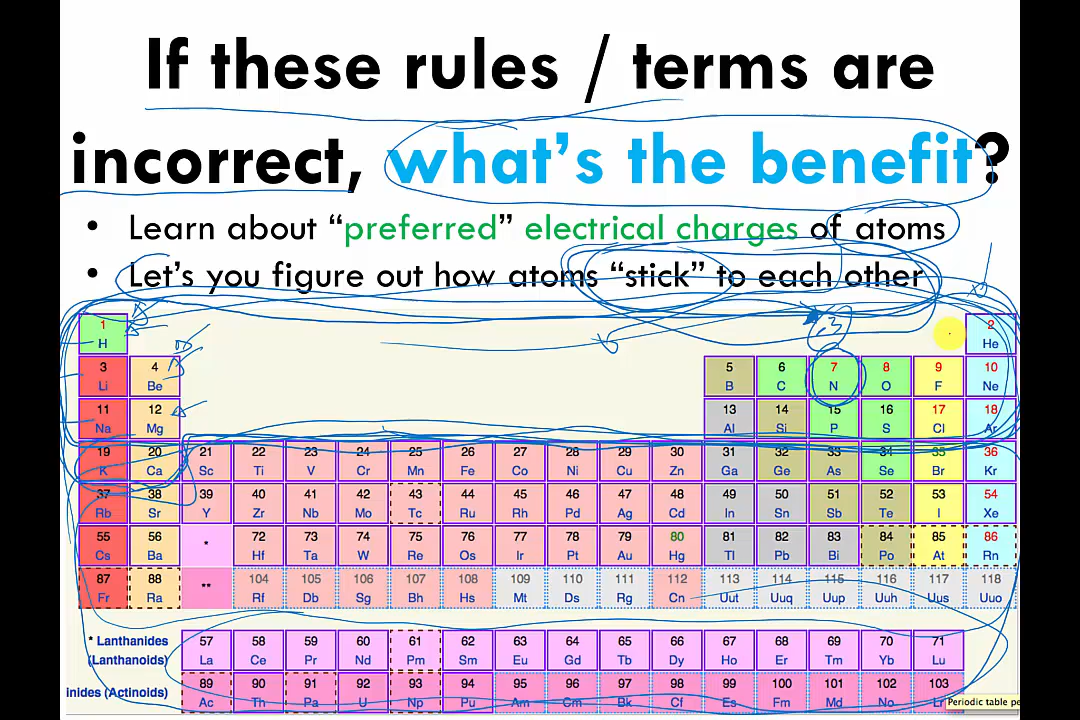 If these rules / terms are
incorrect, what's the benefit?
• Learn about “preferred” electrical charges of atoms
• Let's you figure out how atoms “stick” to each other
-3
1 2
H He
3 4 5 6 7 8 9 10
Li Be B C N O F Ne
11 12 13 14 15 16 17 18
Na Mg Al Si P S Cl Ar
19 20 21 22 23 24 25 26 27 28 29 30 31 32 33 34 35 36
K Ca Sc Ti V Cr Mn Fe Co Ni Cu Zn Ga Ge As Se Br Kr
37 38 39 40 41 42 43 44 45 46 47 48 49 50 51 52 53 54
Rb Sr Y Zr Nb Mo Tc Ru Rh Pd Ag Cd In Sn Sb Te I Xe
55 56 * 72 73 74 75 76 77 78 79 80 81 82 83 84 85 86
Cs Ba Hf Ta W Re Os Ir Pt Au Hg Tl Pb Bi Po At Rn
87 88 ** 104 105 106 107 108 109 110 111 112 113 114 115 116 117 118
Fr Ra Rf Db Sg Bh Hs Mt Ds Rg Cn Uut Uuq Uup Uuh Uus Uuo
* Lanthanides 57 58 59 60 61 62 63 64 65 66 67 68 69 70 71
(Lanthanoids) La Ce Pr Nd Pm Sm Eu Gd Tb Dy Ho Er Tm Yb Lu
inides (Actinoids) 89 90 91 92 93 94 95 96 97 98 99 100 101 102 103
Ac Th Pa U Np Pu Am Cm Bk Cf Es Fm Md No Lr
Periodic table pe